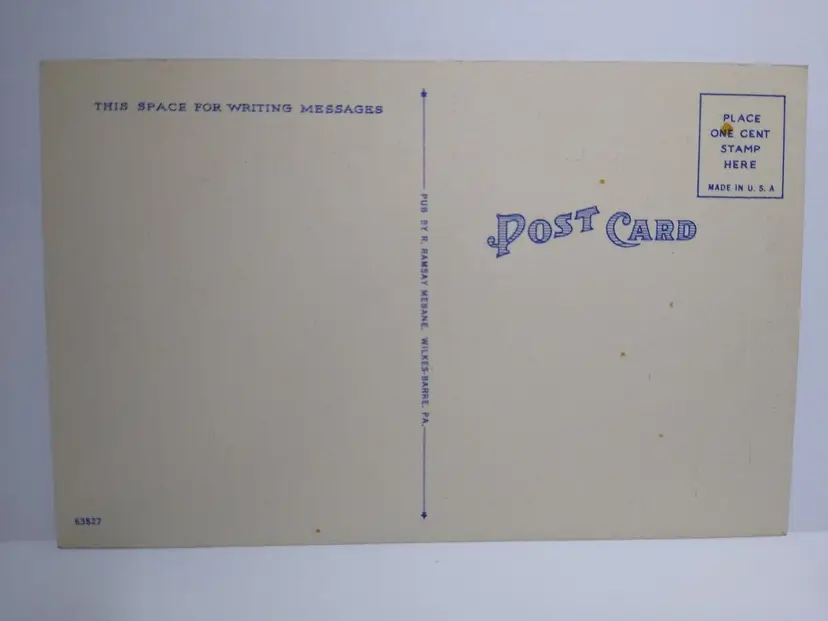 THIS SPACE FOR WRITING MESSAGES
PUB BY R. RAMSAY MEBANE, WILKES-BARRE, PA.
PLACE
ONE CENT
STAMP
HERE
MADE IN U. S. A
POST CARD
63827